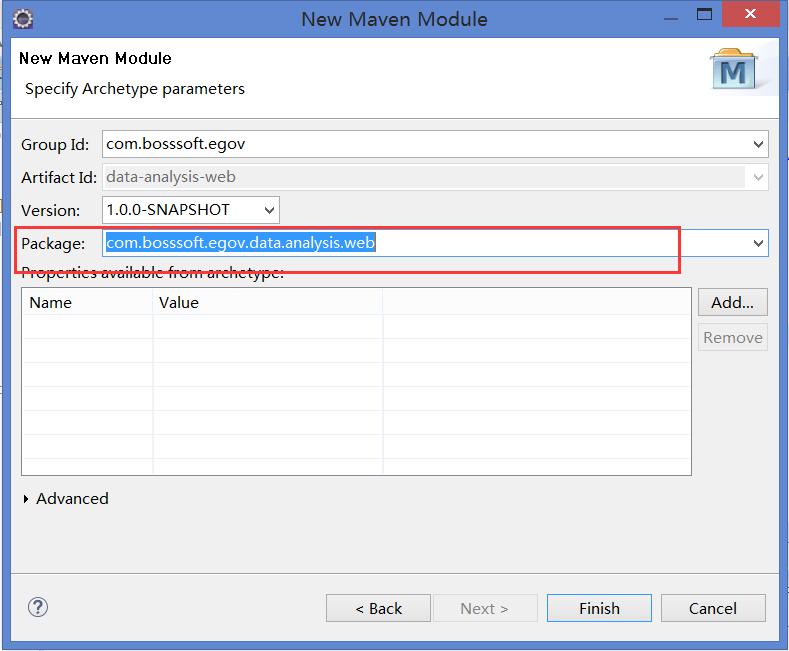 New Maven Module
New Maven Module
Specify Archetype parameters
M
Group Id: com.bosssoft.egov
Artifact Id: data-analysis-web
Version: 1.0.0-SNAPSHOT
Package: com.bosssoft.egov.data.analysis.web
Properties available from archetype:
Name Value
Add...
Remove
Advanced
? < Back Next > Finish Cancel